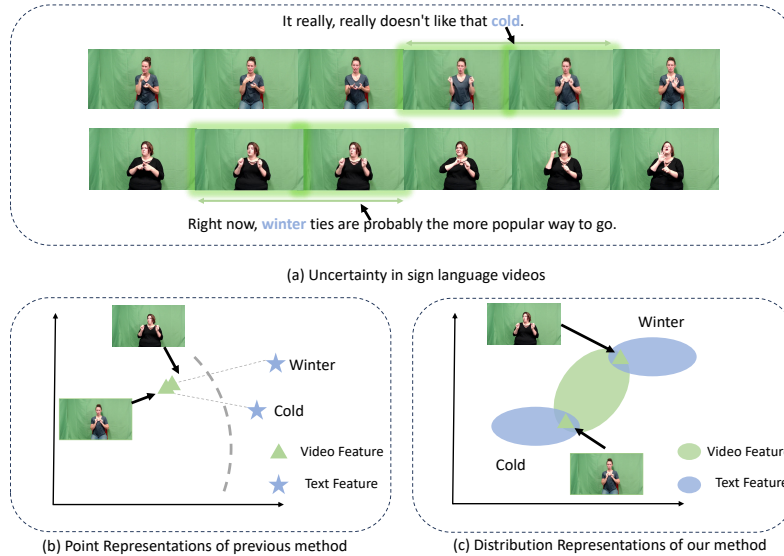 It really, really doesn't like that cold.
Right now, winter ties are probably the more popular way to go.
(a) Uncertainty in sign language videos
Winter
Cold
Video Feature
Text Feature
(b) Point Representations of previous method
Winter
Cold
Video Feature
Text Feature
(c) Distribution Representations of our method